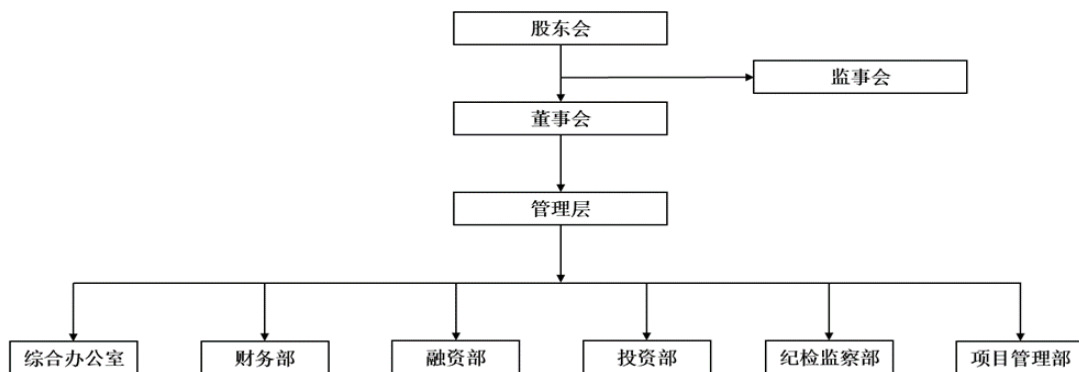 股东会
监事会
董事会
管理层
综合办公室
财务部
融资部
投资部
纪检监察部
项目管理部